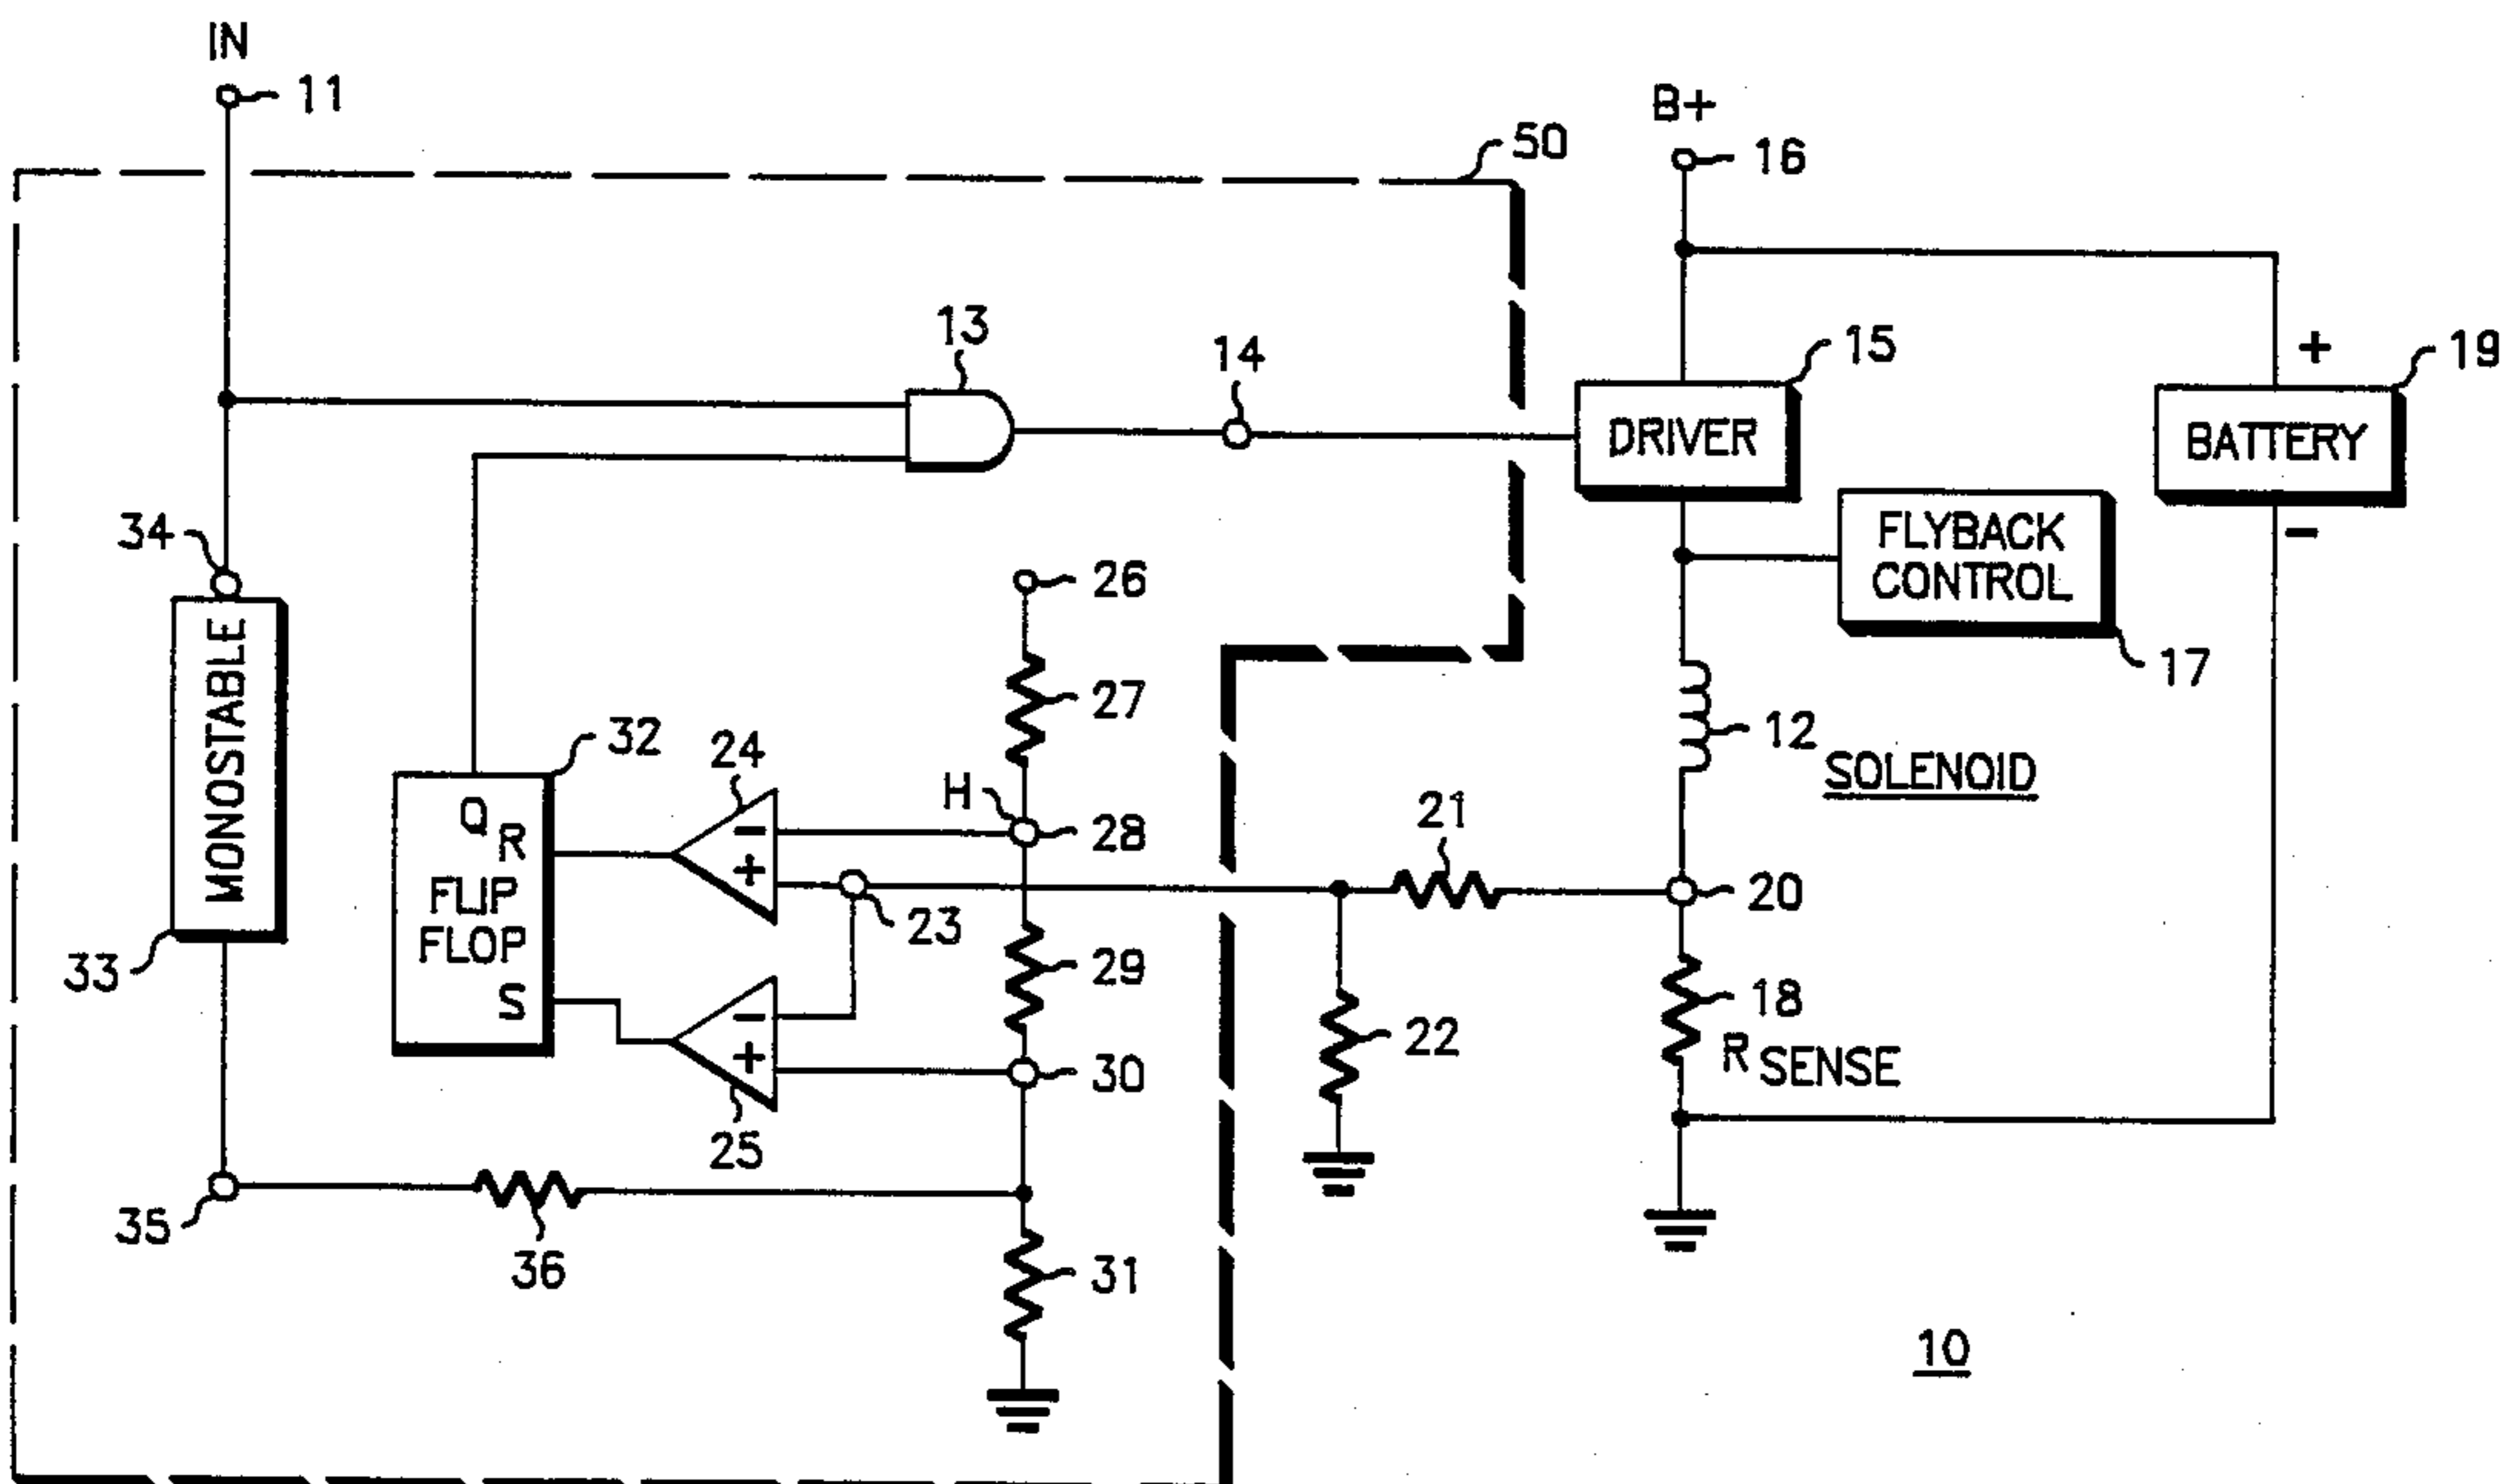 IN
11
B+
16
50
13
14
15
+
19
DRIVER
BATTERY
34
FLYBACK
CONTROL
-
26
17
MONOSTABLE
27
32
24
12
SOLENOID
H
28
21
Q
R
-
+
20
FLIP
FLOP
23
33
29
18
S
-
+
22
R SENSE
30
25
35
36
31
10